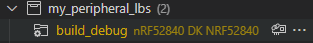 my_peripheral_lbs (2)
build_debug nRF52840 DK NRF52840